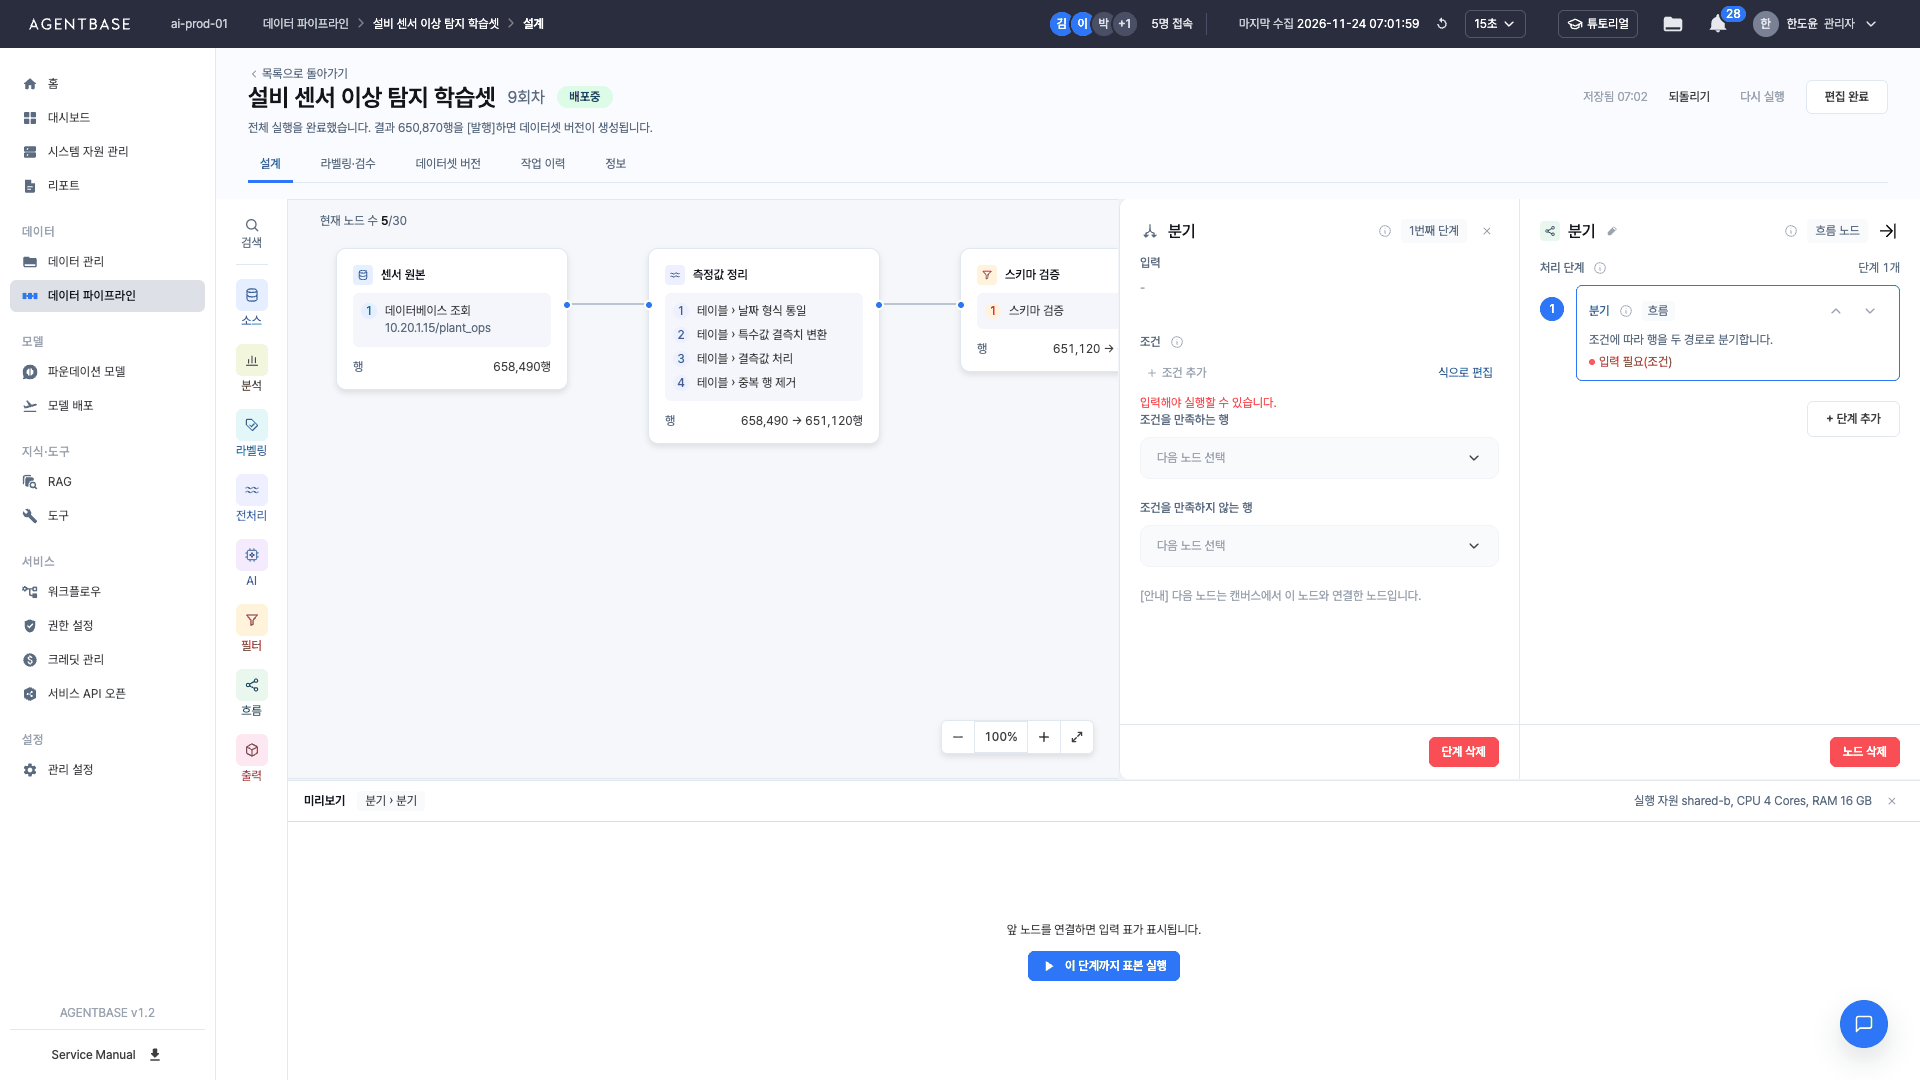 AGENTBASE
ai-prod-01
데이터 파이프라인
설비 센서 이상 탐지 학습셋
설계
김
이
박
+1
5명 접속
마지막 수집 2026-11-24 07:01:59
15초
튜토리얼
28
한
한도윤 관리자
홈
대시보드
시스템 자원 관리
리포트
데이터
데이터 관리
데이터 파이프라인
모델
파운데이션 모델
모델 배포
지식·도구
RAG
도구
서비스
워크플로우
권한 설정
크레딧 관리
서비스 API 오픈
설정
관리 설정
AGENTBASE v1.2
Service Manual
목록으로 돌아가기
설비 센서 이상 탐지 학습셋
9회차
배포중
전체 실행을 완료했습니다. 결과 650,870행을 [발행]하면 데이터셋 버전이 생성됩니다.
저장됨 07:02
되돌리기
다시 실행
편집 완료
설계
라벨링·검수
데이터셋 버전
작업 이력
정보
검색
소스
분석
라벨링
전처리
AI
필터
흐름
출력
현재 노드 수 5/30
센서 원본
1 데이터베이스 조회
10.20.1.15/plant_ops
행 658,490행
측정값 정리
1 테이블 › 날짜 형식 통일
2 테이블 › 특수값 결측치 변환
3 테이블 › 결측값 처리
4 테이블 › 중복 행 제거
행 658,490 → 651,120행
스키마 검증
1 스키마 검증
행 651,120 →
100%
분기
1번째 단계
입력
-
조건
+ 조건 추가
식으로 편집
입력해야 실행할 수 있습니다.
조건을 만족하는 행
다음 노드 선택
조건을 만족하지 않는 행
다음 노드 선택
[안내] 다음 노드는 캔버스에서 이 노드와 연결한 노드입니다.
단계 삭제
분기
흐름 노드
처리 단계
단계 1개
1
분기
흐름
조건에 따라 행을 두 경로로 분기합니다.
입력 필요(조건)
+ 단계 추가
노드 삭제
미리보기
분기 › 분기
실행 자원 shared-b, CPU 4 Cores, RAM 16 GB
앞 노드를 연결하면 입력 표가 표시됩니다.
이 단계까지 표본 실행